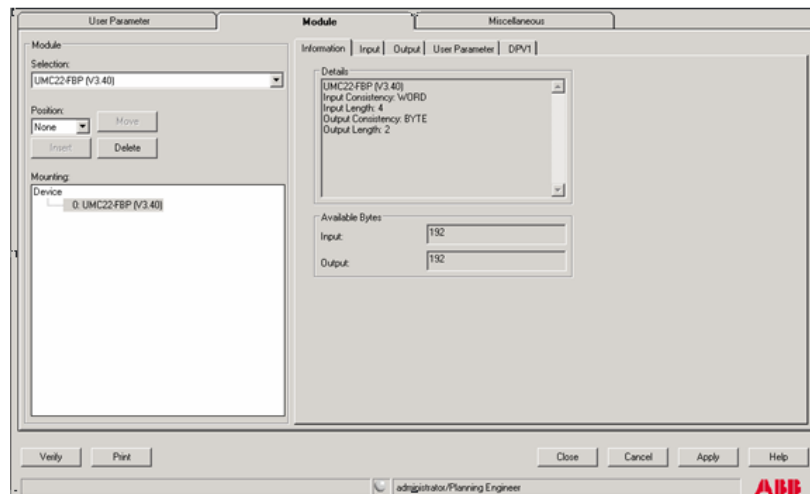 User Parameter
Module
Miscellaneous
Module
Selection:
UMC22-FBP (V3.40)
Position:
None
Move
Insert
Delete
Mounting:
Device
0: UMC22-FBP (V3.40)
Information
Input
Output
User Parameter
DPV1
Details
UMC22-FBP (V3.40)
Input Consistency: WORD
Input Length: 4
Output Consistency: BYTE
Output Length: 2
Available Bytes
Input:
192
Output:
192
Verify
Print
Close
Cancel
Apply
Help
administrator/Planning Engineer
ABB